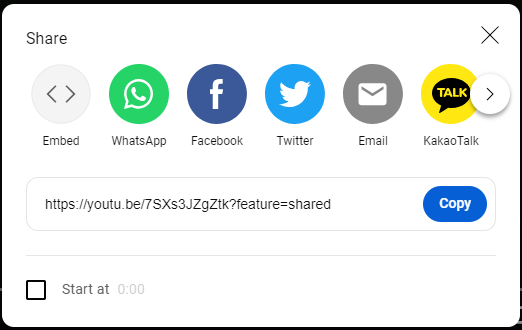 Share
TALK
Embed WhatsApp Facebook Twitter Email KakaoTalk
https://youtu.be/7SXs3JZgZtk?feature=shared Copy
Start at 0:00